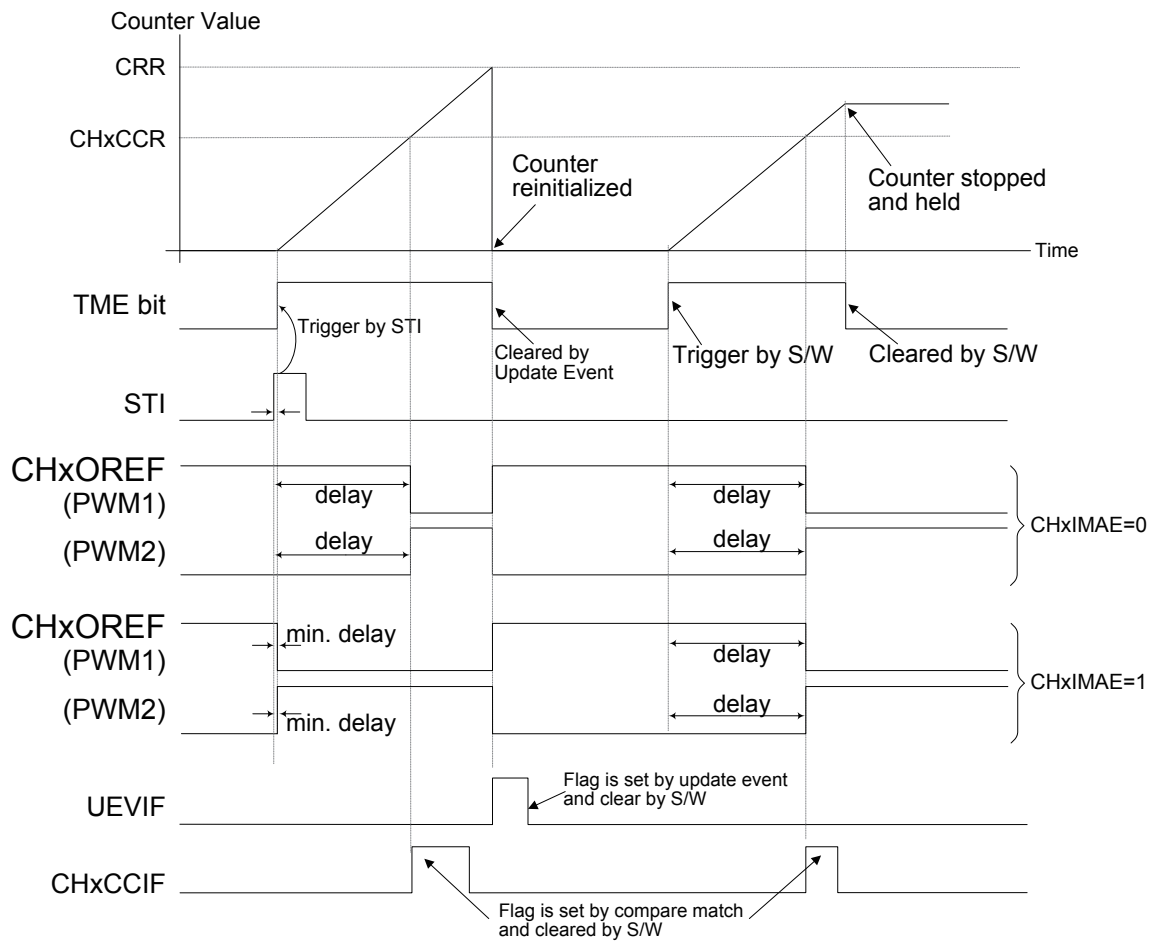 Counter Value
CRR
CHxCCR
Counter
reinitialized
Counter stopped
and held
Time
TME bit
Trigger by STI
Cleared by
Update Event
Trigger by S/W
Cleared by S/W
STI
CHxOREF
(PWM1)
delay
delay
(PWM2)
delay
delay
CHxIMAE=0
CHxOREF
(PWM1)
min. delay
delay
(PWM2)
min. delay
delay
CHxIMAE=1
UEVIF
Flag is set by update event
and clear by S/W
CHxCCIF
Flag is set by compare match
and cleared by S/W